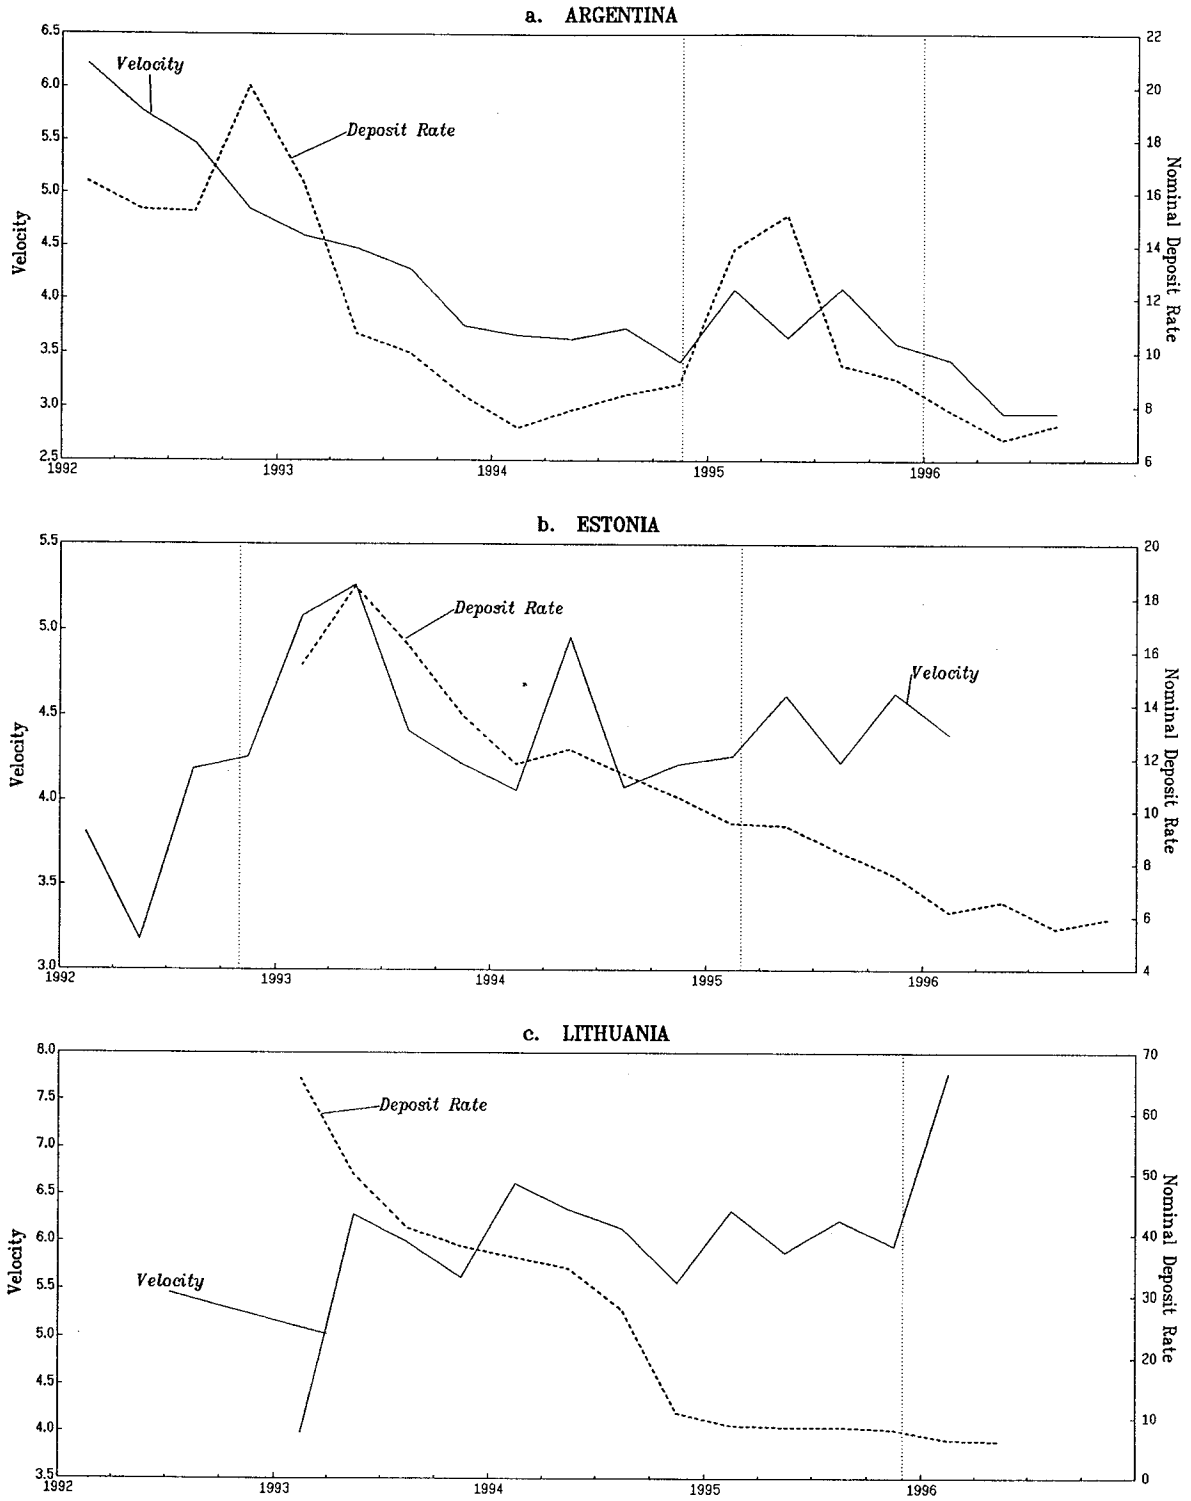 a. ARGENTINA
6.5
6.0
5.5
5.0
4.5
4.0
3.5
3.0
2.5
Velocity
Velocity
Deposit Rate
22
20
18
16
14
12
10
8
6
Nominal Deposit Rate
1992 1993 1994 1995 1996
b. ESTONIA
5.5
5.0
4.5
4.0
3.5
3.0
Velocity
Deposit Rate
Velocity
20
18
16
14
12
10
8
6
4
Nominal Deposit Rate
1992 1993 1994 1995 1996
c. LITHUANIA
8.0
7.5
7.0
6.5
6.0
5.5
5.0
4.5
4.0
3.5
Velocity
Deposit Rate
Velocity
70
60
50
40
30
20
10
0
Nominal Deposit Rate
1992 1993 1994 1995 1996